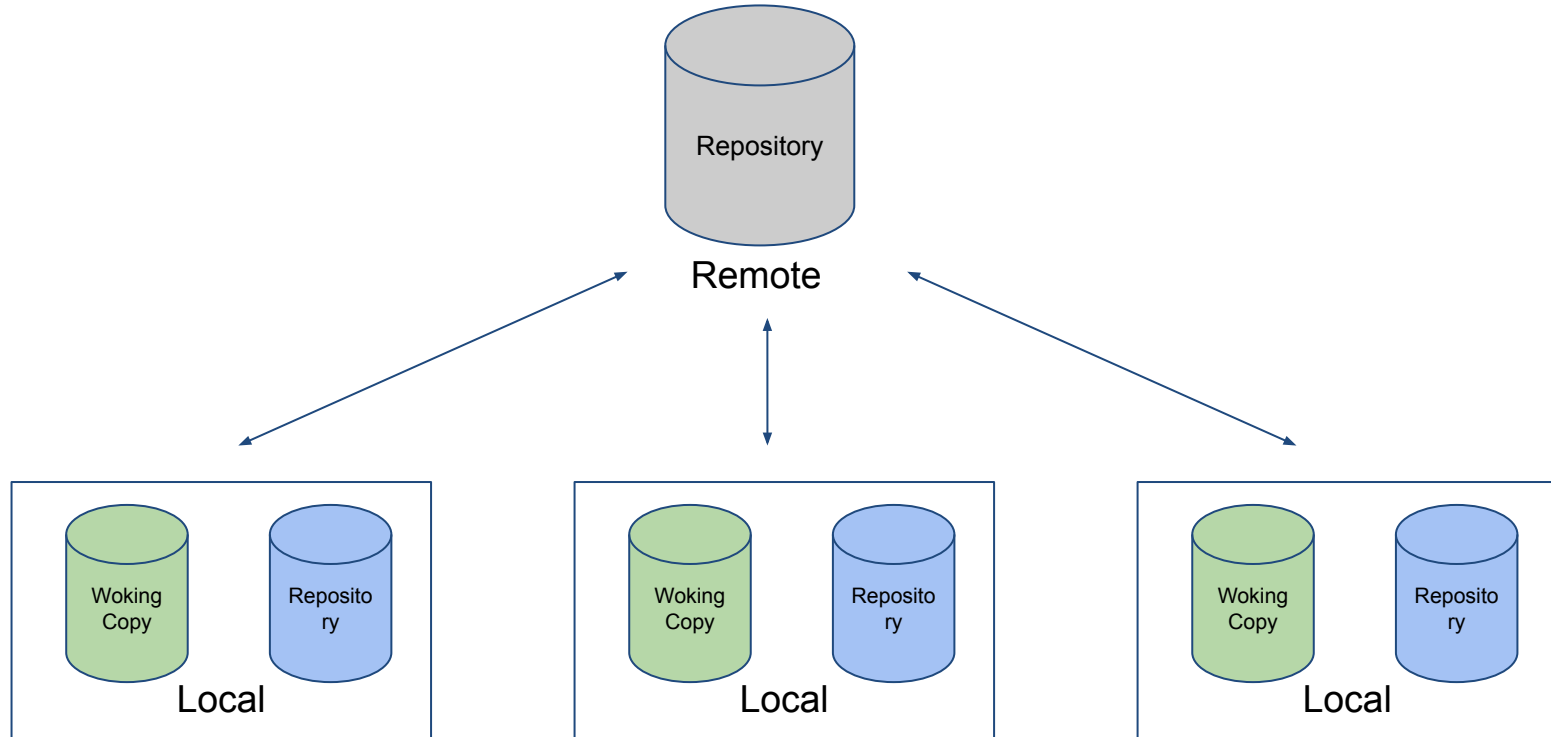 Repository
Remote
Woking
Copy
Reposito
ry
Local
Woking
Copy
Reposito
ry
Local
Woking
Copy
Reposito
ry
Local